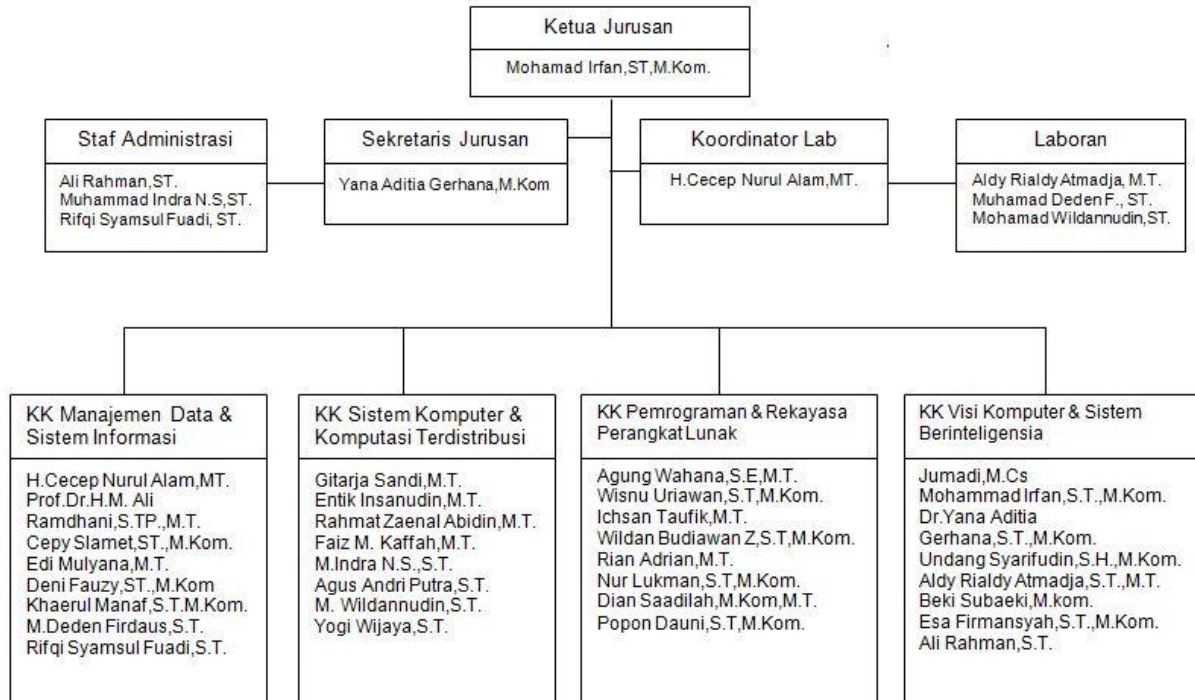 Ketua Jurusan
Mohamad Irfan,ST,M.Kom.
Staf Administrasi
Ali Rahman,ST.
Muhammad Indra N.S,ST.
Rifqi Syamsul Fuadi, ST.
Sekretaris Jurusan
Yana Aditia Gerhana,M.Kom
Koordinator Lab
H.Cecep Nurul Alam,MT.
Laboran
Aldy Rialdy Atmadja, M.T.
Muhamad Deden F., ST.
Mohamad Wildannudin,ST.
KK Manajemen Data &
Sistem Informasi
H.Cecep Nurul Alam,MT.
Prof.Dr.H.M. Ali
Ramdhani,S.TP.,M.T.
Cepy Slamet,ST.,M.Kom.
Edi Mulyana,M.T.
Deni Fauzy,ST.,M.Kom
Khaerul Manaf,S.T.M.Kom.
M.Deden Firdaus,S.T.
Rifqi Syamsul Fuadi,S.T.
KK Sistem Komputer &
Komputasi Terdistribusi
Gitarja Sandi,M.T.
Entik Insanudin,M.T.
Rahmat Zaenal Abidin,M.T.
Faiz M. Kaffah,M.T.
M.Indra N.S.,S.T.
Agus Andri Putra,S.T.
M. Wildannudin,S.T.
Yogi Wijaya,S.T.
KK Pemrograman & Rekayasa
Perangkat Lunak
Agung Wahana,S.E,M.T.
Wisnu Uriawan,S.T,M.Kom.
Ichsan Taufik,M.T.
Wildan Budiawan Z,S.T,M.Kom.
Rian Adrian,M.T.
Nur Lukman,S.T,M.Kom.
Dian Saadilah,M.Kom,M.T.
Popon Dauni,S.T,M.Kom.
KK Visi Komputer & Sistem
Berinteligensia
Jumadi,M.Cs
Mohammad Irfan,S.T.,M.Kom.
Dr.Yana Aditia
Gerhana,S.T.,M.Kom.
Undang Syarifudin,S.H.,M.Kom.
Aldy Rialdy Atmadja,S.T.,M.T.
Beki Subaeki,M.kom.
Esa Firmansyah,S.T.,M.Kom.
Ali Rahman,S.T.